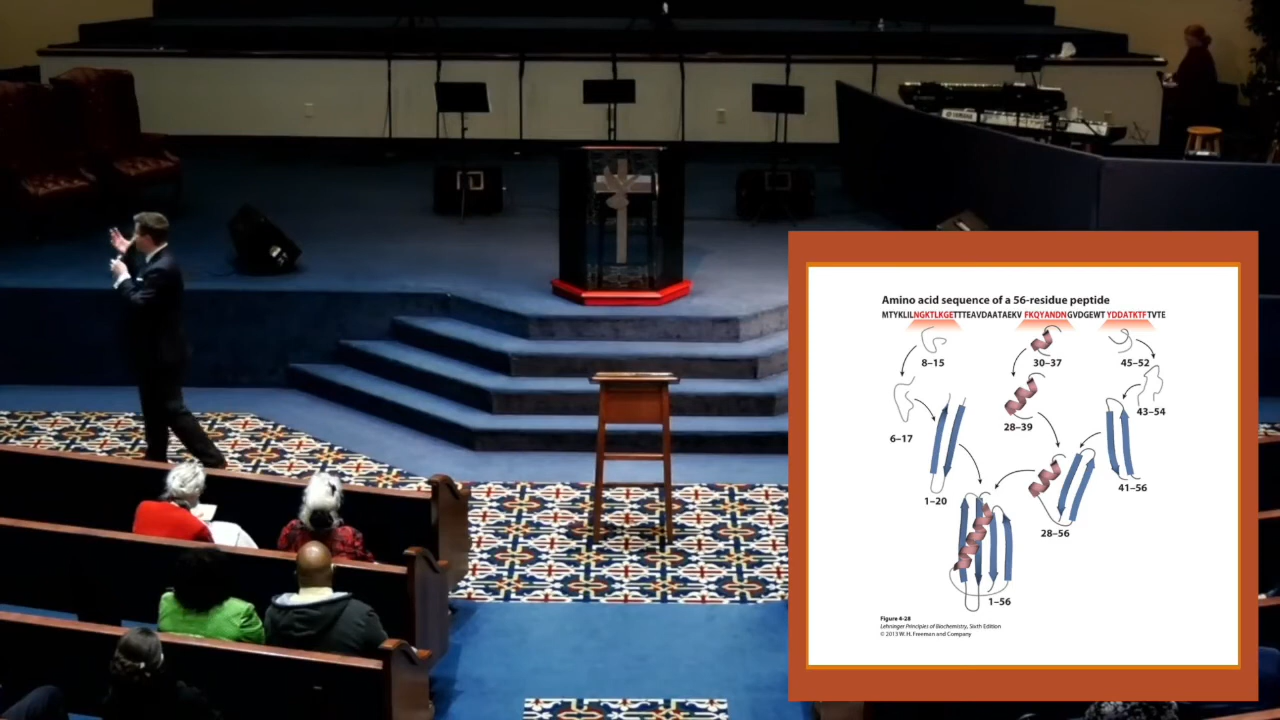 Amino acid sequence of a 56-residue peptide
MTYKLILNGKTLKGETTTEAVDAATAEKVFKQYANDNGVDGEWTYDDATKTFTVTE
8–15
30–37
45–52
43–54
28–39
6–17
41–56
1–20
28–56
1–56
Figure 4-28
Lehninger Principles of Biochemistry, Sixth Edition
© 2013 W. H. Freeman and Company
YAMAHA